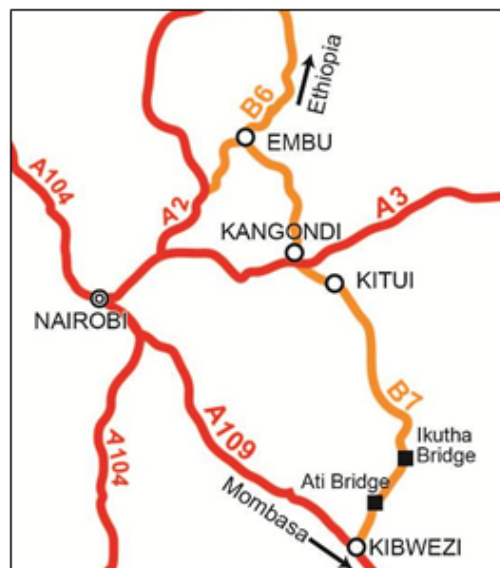 Ethiopia
B6
EMBU
A104
A2
A3
KANGONDI
KITUI
NAIROBI
B7
A109
Ikutha
Bridge
A104
Ati Bridge
Mombasa
KIBWEZI